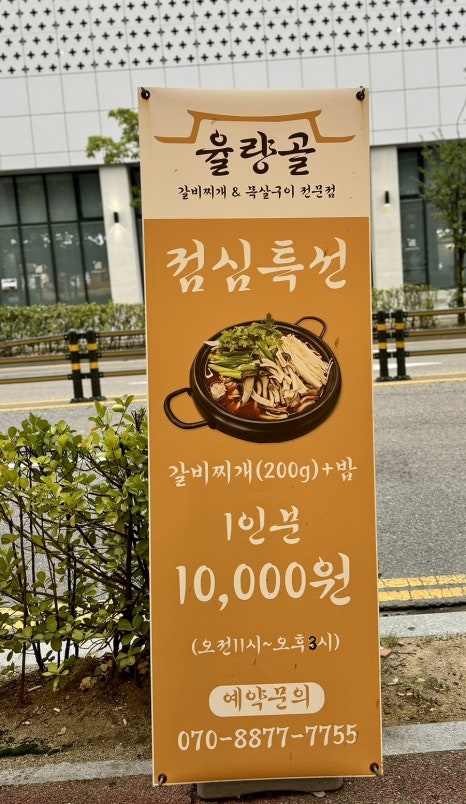 율량골
갈비찌개 & 목살구이 전문점
점심특선
갈비찌개(200g)+밥
1인분
10,000원
(오전11시~오후3시)
예약문의
070-8877-7755